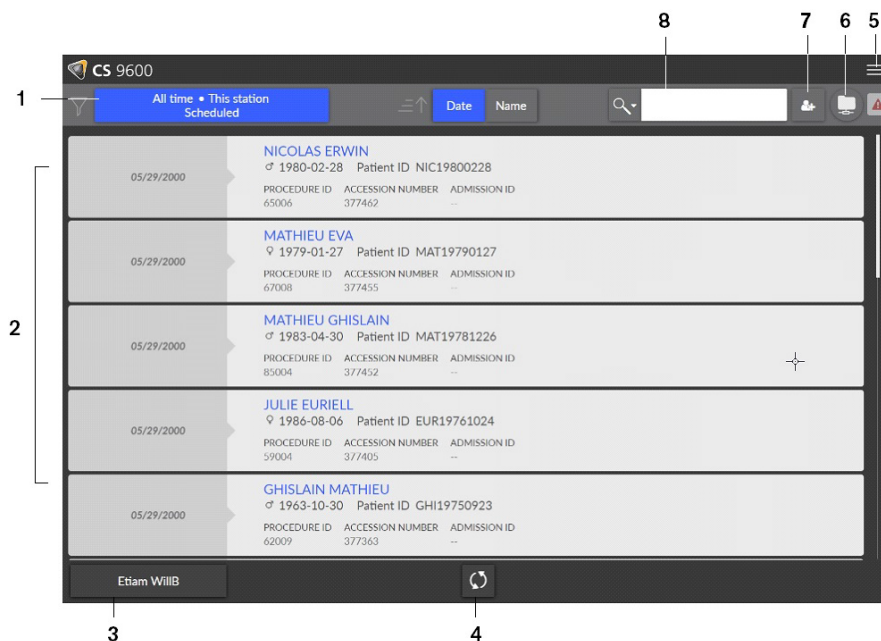 8 7 6 5
CS 9600
1
All time • This station
Scheduled
Date Name
2
05/29/2000
NICOLAS ERWIN
♂ 1980-02-28 Patient ID NIC19800228
PROCEDURE ID ACCESSION NUMBER ADMISSION ID
65006 377462 --
05/29/2000
MATHIEU EVA
♀ 1979-01-27 Patient ID MAT19790127
PROCEDURE ID ACCESSION NUMBER ADMISSION ID
67008 377455 --
05/29/2000
MATHIEU GHISLAIN
♂ 1983-04-30 Patient ID MAT19781226
PROCEDURE ID ACCESSION NUMBER ADMISSION ID
85004 377452 --
05/29/2000
JULIE EURIELL
♀ 1986-08-06 Patient ID EUR19761024
PROCEDURE ID ACCESSION NUMBER ADMISSION ID
59004 377405 --
05/29/2000
GHISLAIN MATHIEU
♂ 1963-10-30 Patient ID GHI19750923
PROCEDURE ID ACCESSION NUMBER ADMISSION ID
62009 377363 --
Etiam WillB
3 4